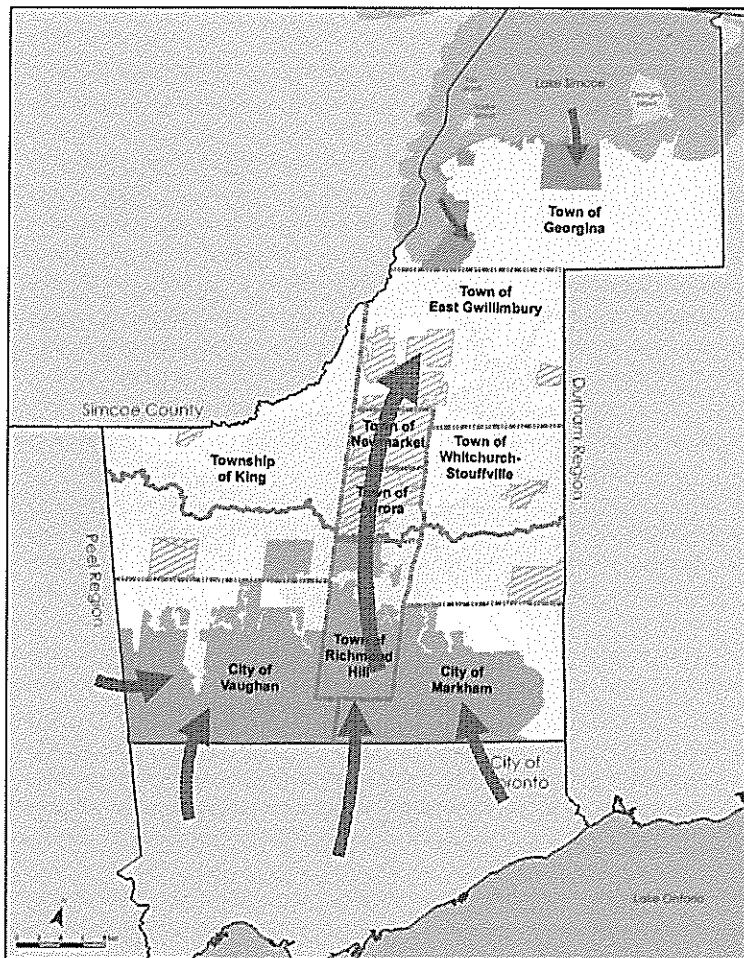 Lake Simcoe
Town of
Georgina
Town of
East Gwillimbury
Simcoe County
Durham Region
Town of
Newmarket
Town of
Whitchurch-
Stouffville
Township
of King
Town of
Aurora
Peel Region
Town of
Richmond
Hill
City of
Vaughan
City of
Markham
City of
Toronto
Lake Ontario